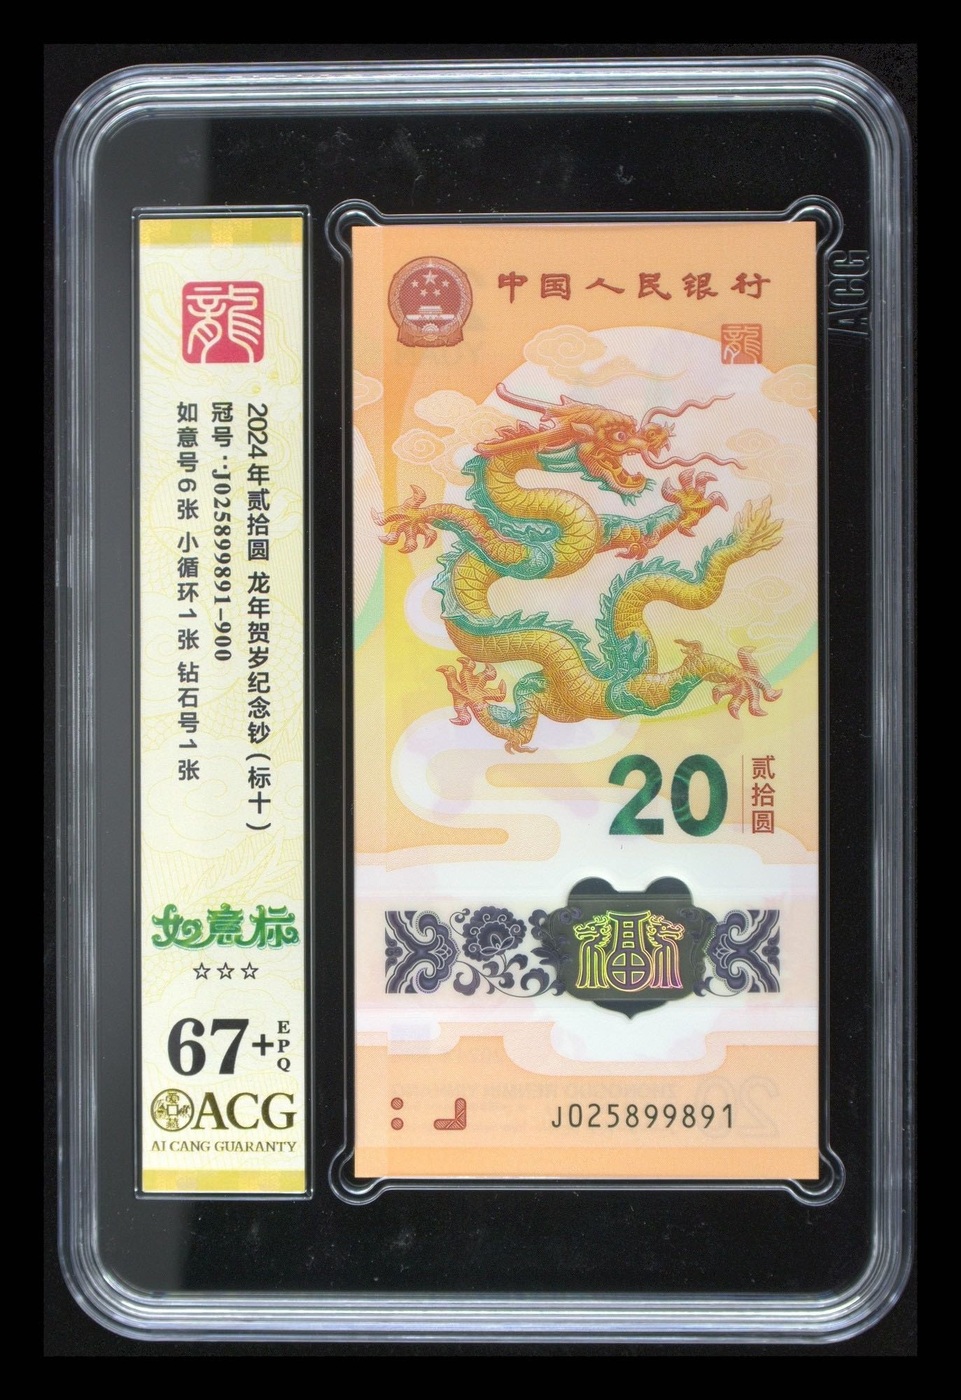 龍
2024年贰拾圆 龙年贺岁纪念钞(标十)
冠号:J025899891-900
如意号6张 小循环1张 钻石号1张
如意标
☆☆☆
67+EPQ
ACG
AI CANG GUARANTY
中国人民银行
龍
20
贰拾圆
福
J025899891
ACG